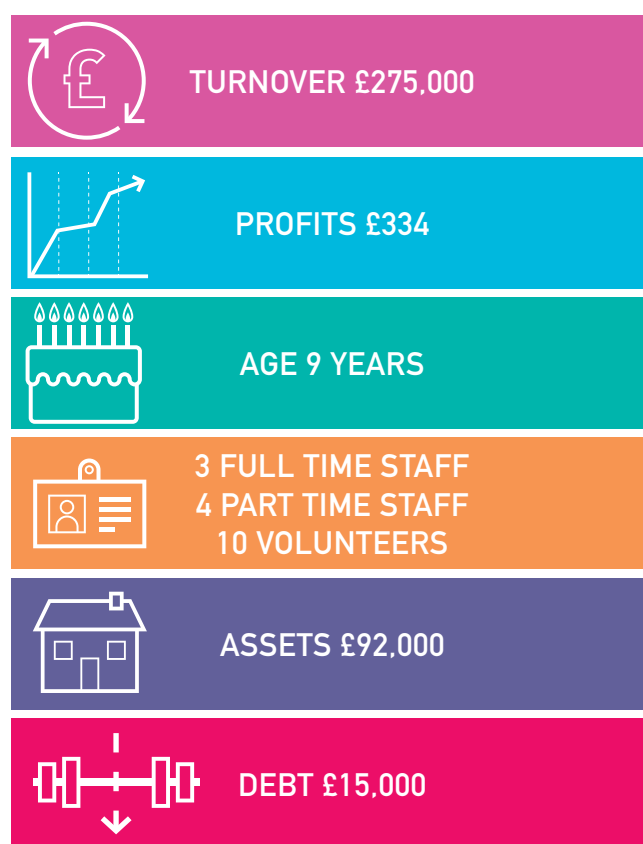 £
TURNOVER £275,000
PROFITS £334
AGE 9 YEARS
3 FULL TIME STAFF
4 PART TIME STAFF
10 VOLUNTEERS
ASSETS £92,000
DEBT £15,000